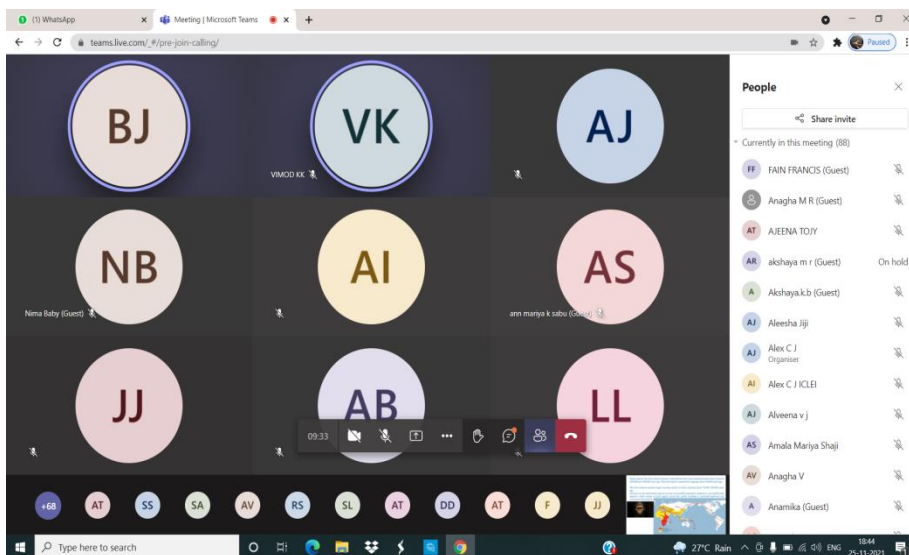 (1) WhatsApp
Meeting | Microsoft Teams
teams.live.com/_#/pre-join-calling/
Paused
BJ
VK
VIMOD KK
AJ
NB
Nima Baby (Guest)
AI
AS
ann mariya k sabu
JJ
AB
LL
09:33
+68
AT
SS
SA
AV
RS
SL
AT
DD
AT
F
JJ
People
Share invite
Currently in this meeting (88)
FF FAIN FRANCIS (Guest)
Anagha M R (Guest)
AT AJEENA TOJY
AR akshaya m r (Guest) On hold
A Akshaya.k.b (Guest)
AJ Aleesha Jiji
AJ Alex C J
Organiser
AI Alex C J ICLEI
AJ Alveena v j
AS Amala Mariya Shaji
AV Anagha V
A Anamika (Guest)
Type here to search
27°C Rain
ENG
18:44
25-11-2021